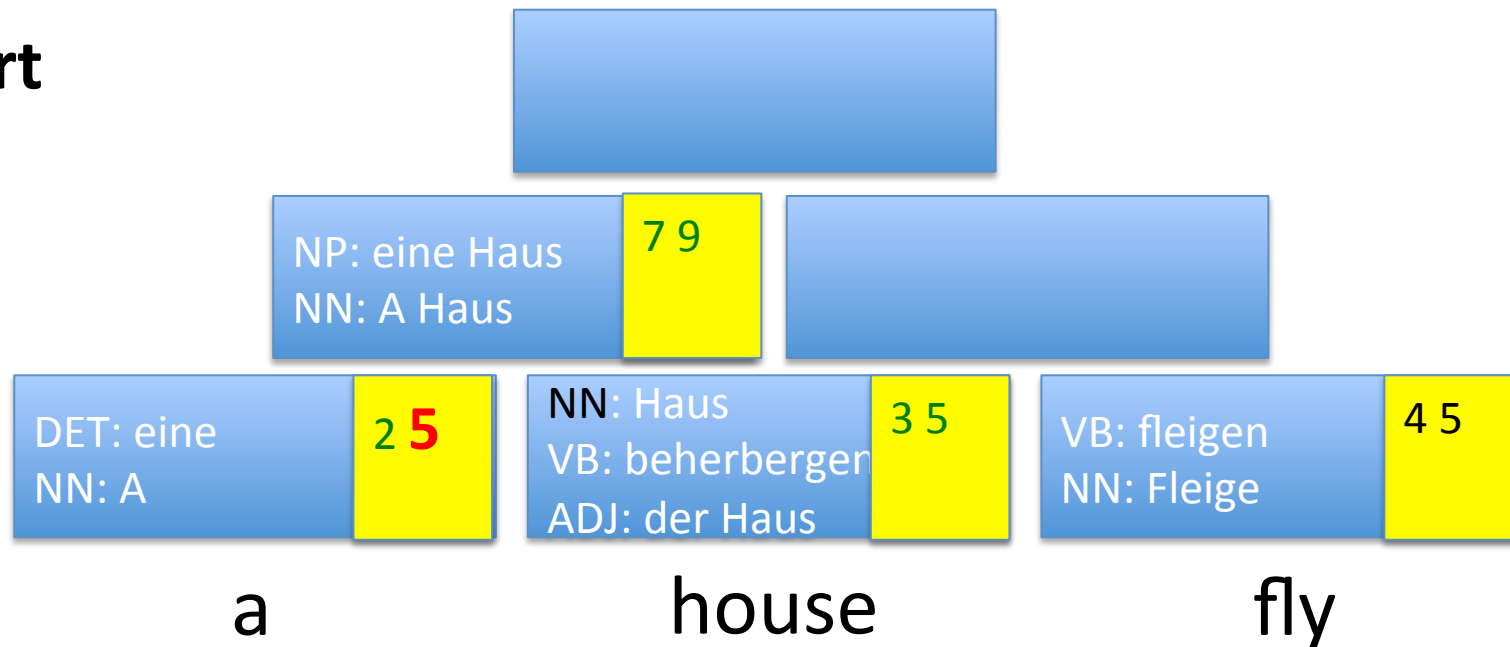 rt
NP: eine Haus
NN: A Haus
7 9
DET: eine
NN: A
2 5
NN: Haus
VB: beherbergen
ADJ: der Haus
3 5
VB: fleigen
NN: Fleige
4 5
a house fly